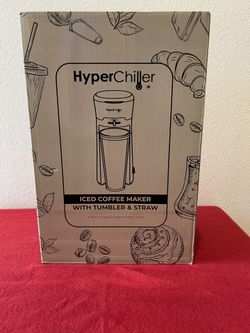 HyperChiller
ICED COFFEE MAKER
WITH TUMBLER & STRAW